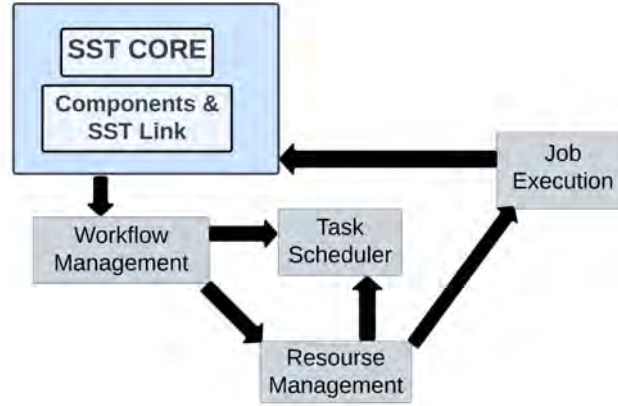 SST CORE
Components &
SST Link
Job
Execution
Workflow
Management
Task
Scheduler
Resourse
Management